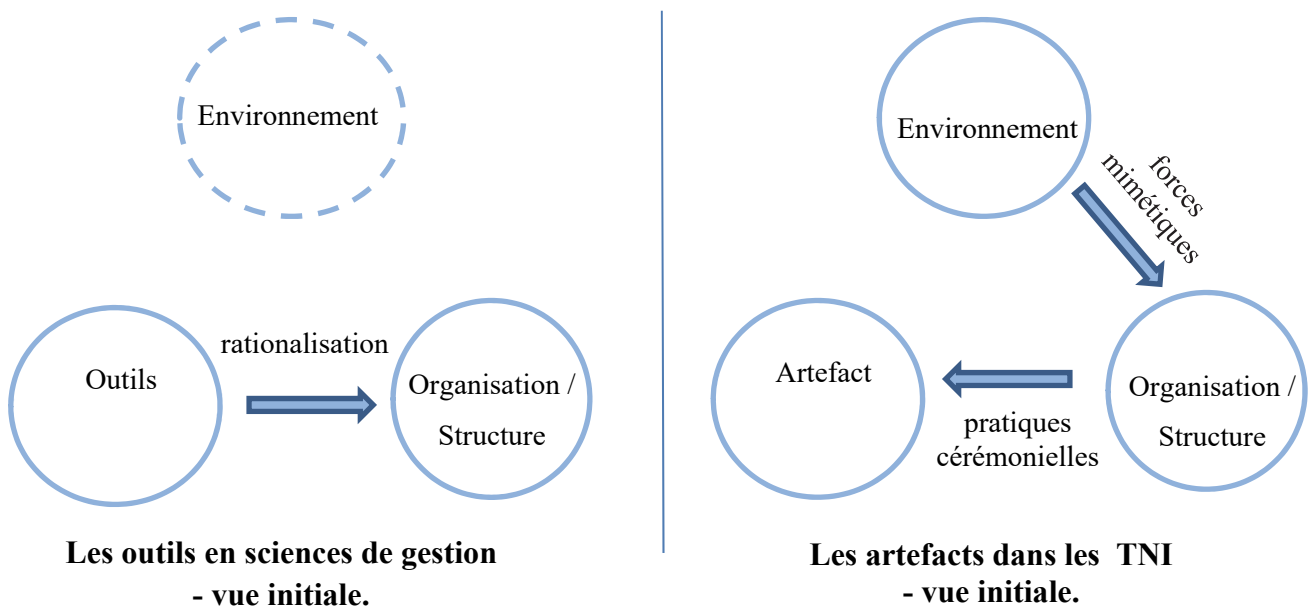 Environnement
rationalisation
Outils
Organisation /
Structure
Les outils en sciences de gestion
- vue initiale.
Environnement
forces
mimétiques
Artefact
Organisation /
Structure
pratiques
cérémonielles
Les artefacts dans les TNI
- vue initiale.